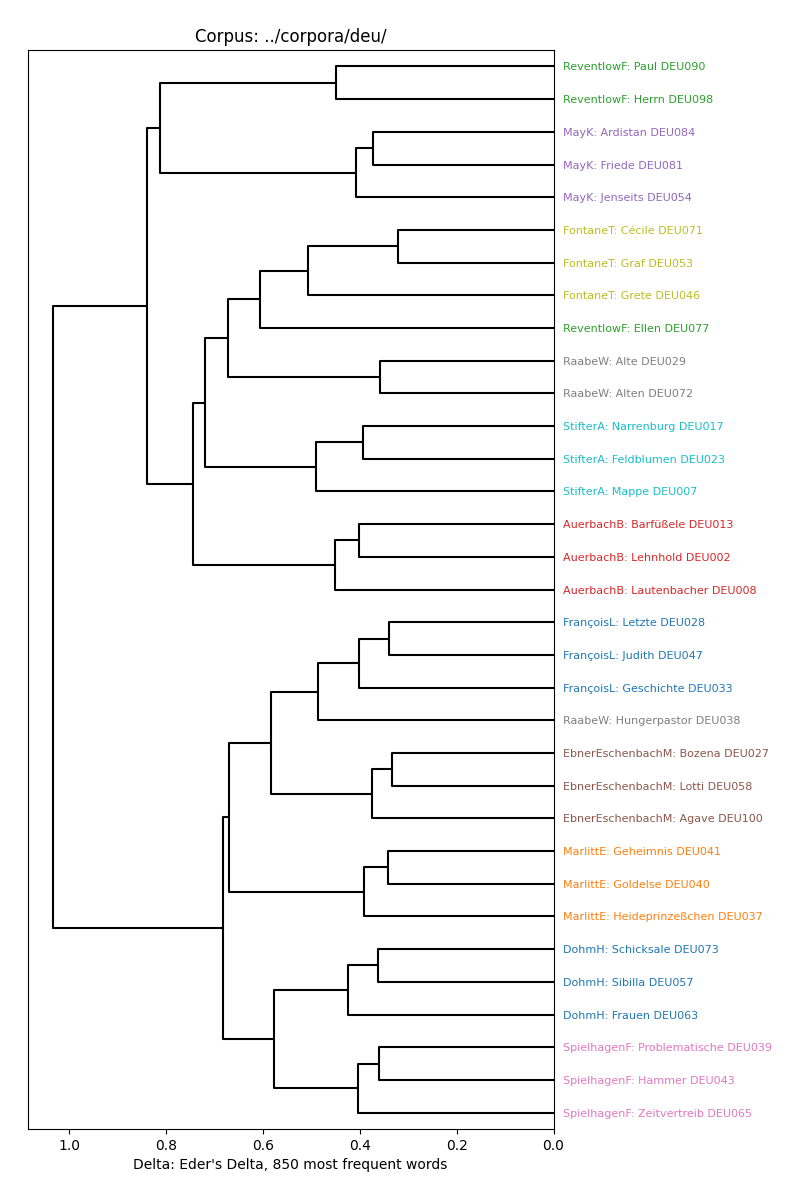 Corpus: ../corpora/deu/
ReventlowF: Paul DEU090
ReventlowF: Herrn DEU098
MayK: Ardistan DEU084
MayK: Friede DEU081
MayK: Jenseits DEU054
FontaneT: Cécile DEU071
FontaneT: Graf DEU053
FontaneT: Grete DEU046
ReventlowF: Ellen DEU077
RaabeW: Alte DEU029
RaabeW: Alten DEU072
StifterA: Narrenburg DEU017
StifterA: Feldblumen DEU023
StifterA: Mappe DEU007
AuerbachB: Barfüßele DEU013
AuerbachB: Lehnhold DEU002
AuerbachB: Lautenbacher DEU008
FrançoisL: Letzte DEU028
FrançoisL: Judith DEU047
FrançoisL: Geschichte DEU033
RaabeW: Hungerpastor DEU038
EbnerEschenbachM: Bozena DEU027
EbnerEschenbachM: Lotti DEU058
EbnerEschenbachM: Agave DEU100
MarlittE: Geheimnis DEU041
MarlittE: Goldelse DEU040
MarlittE: Heideprinzeßchen DEU037
DohmH: Schicksale DEU073
DohmH: Sibilla DEU057
DohmH: Frauen DEU063
SpielhagenF: Problematische DEU039
SpielhagenF: Hammer DEU043
SpielhagenF: Zeitvertreib DEU065
1.0 0.8 0.6 0.4 0.2 0.0
Delta: Eder's Delta, 850 most frequent words